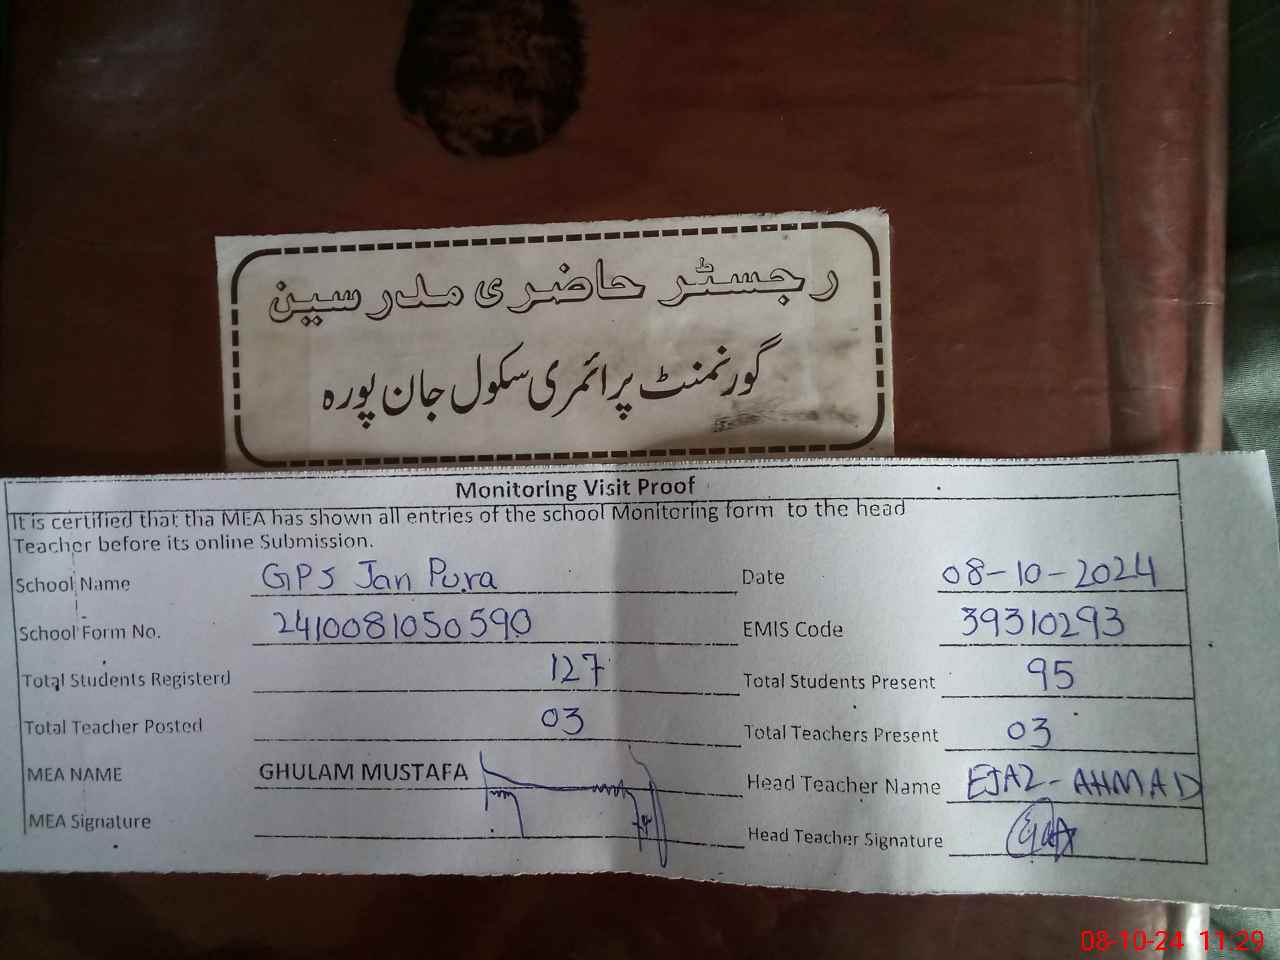 رجسٹر حاضری مدرسین
گورنمنٹ پرائمری سکول جان پورہ
Monitoring Visit Proof
It is certified that tha MEA has shown all entries of the school Monitoring form to the head
Teacher before its online Submission.
School Name GPS Jan Pura Date 08-10-2024
School Form No. 2410081050590 EMIS Code 39310293
Total Students Registerd 127 Total Students Present 95
Total Teacher Posted 03 Total Teachers Present 03
MEA NAME GHULAM MUSTAFA Head Teacher Name EJAZ-AHMAD
MEA Signature Head Teacher Signature
08-10-24 11:29